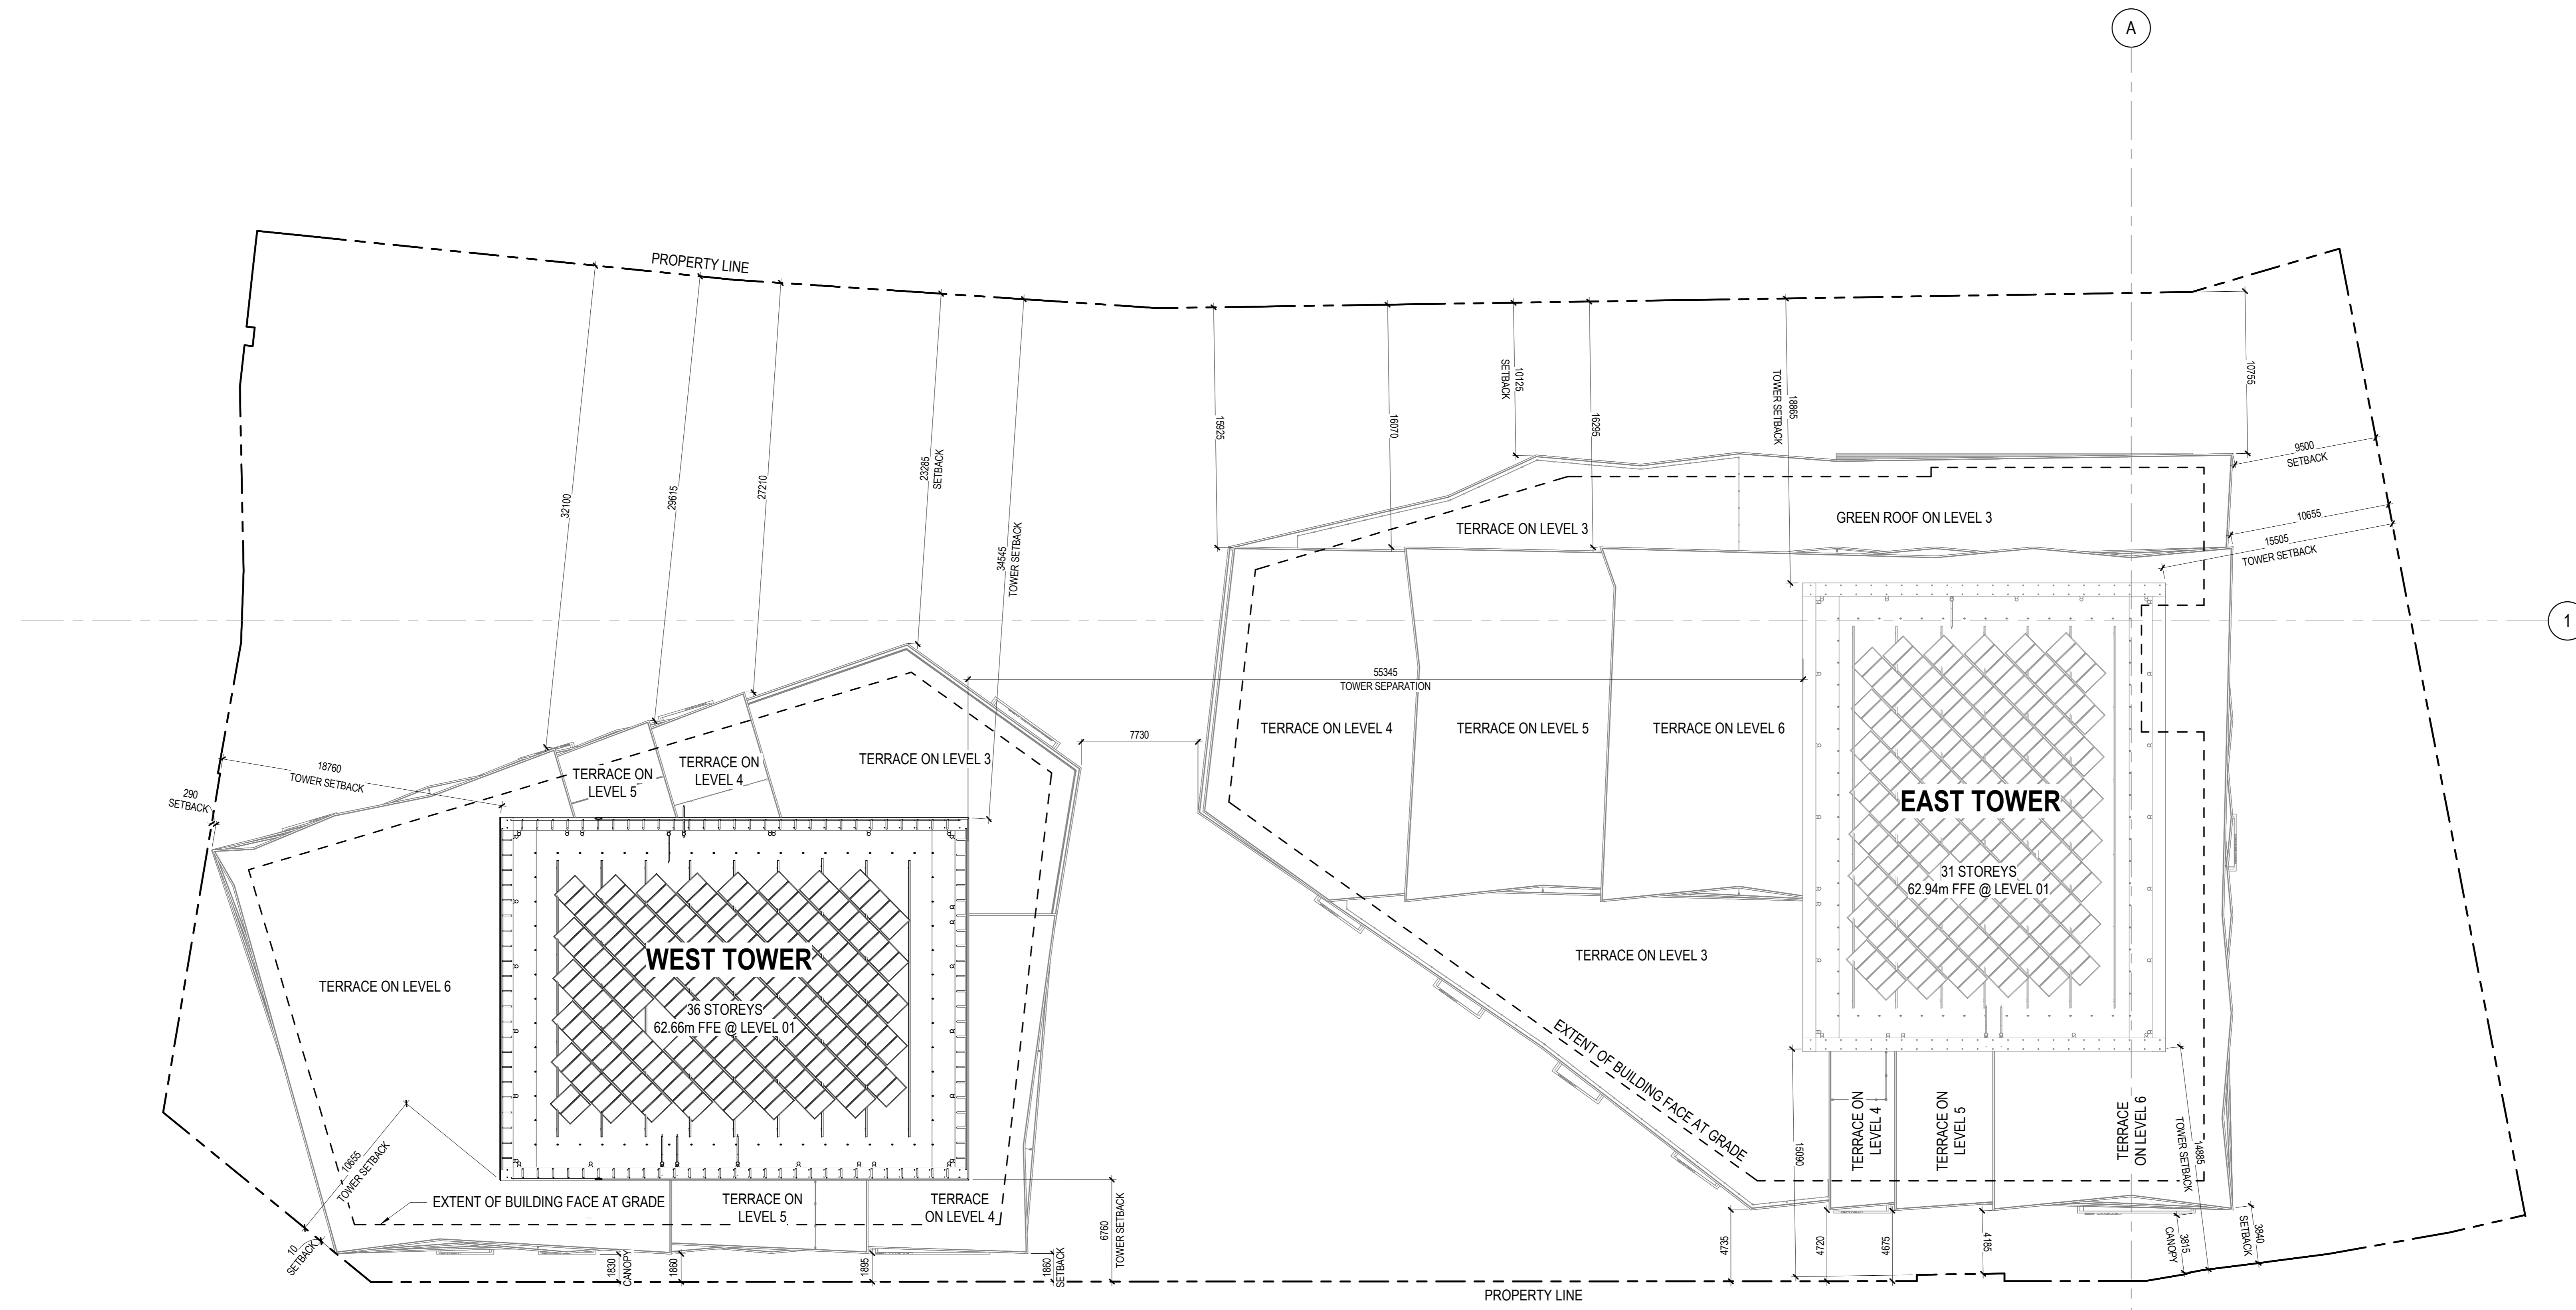 A
PROPERTY LINE
32100
29615
27210
23285
SETBACK
34545
TOWER SETBACK
15925
16070
10125
SETBACK
16295
18865
TOWER SETBACK
10755
9500
SETBACK
10655
15505
TOWER SETBACK
TERRACE ON LEVEL 3
GREEN ROOF ON LEVEL 3
1
55345
TOWER SEPARATION
7730
TERRACE ON LEVEL 4
TERRACE ON LEVEL 5
TERRACE ON LEVEL 6
18760
TOWER SETBACK
290
SETBACK
TERRACE ON
LEVEL 5
TERRACE ON
LEVEL 4
TERRACE ON LEVEL 3
EAST TOWER
31 STOREYS
62.94m FFE @ LEVEL 01
WEST TOWER
36 STOREYS
62.66m FFE @ LEVEL 01
TERRACE ON LEVEL 6
TERRACE ON LEVEL 3
EXTENT OF BUILDING FACE AT GRADE
10655
TOWER SETBACK
10
SETBACK
EXTENT OF BUILDING FACE AT GRADE
TERRACE ON
LEVEL 5
TERRACE
ON LEVEL 4
1830
CANOPY
1860
1895
1860
SETBACK
6760
TOWER SETBACK
15090
TERRACE ON
LEVEL 4
TERRACE ON
LEVEL 5
TERRACE
ON LEVEL 6
14885
TOWER SETBACK
4735
4720
4675
4185
3815
CANOPY
3840
SETBACK
PROPERTY LINE